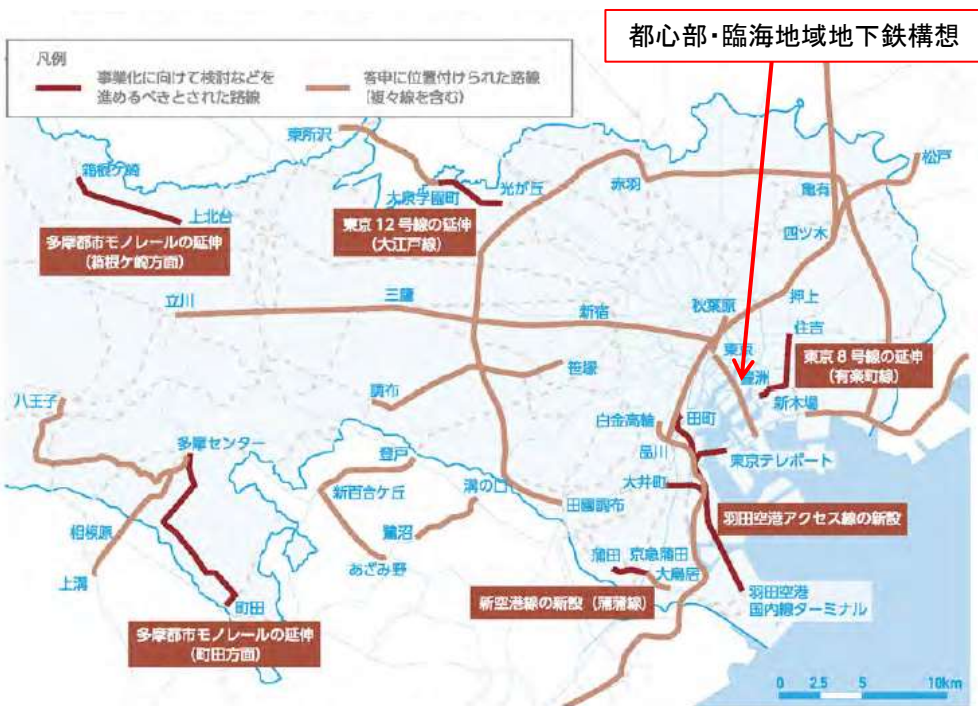 都心部・臨海地域地下鉄構想
凡例
事業化に向けて検討などを
進めるべきとされた路線
答申に位置付けられた路線
(複々線を含む)
東所沢
松戸
箱根ケ崎
大泉学園町
光が丘
赤羽
亀有
上北台
東京12号線の延伸
(大江戸線)
四ツ木
多摩都市モノレールの延伸
(箱根ケ崎方面)
立川
三鷹
新宿
秋葉原
押上
住吉
東京
東京8号線の延伸
(有楽町線)
豊洲
笹塚
調布
新木場
八王子
白金高輪
田町
多摩センター
登戸
品川
東京テレポート
新百合ケ丘
溝の口
大井町
田園調布
羽田空港アクセス線の新設
相模原
鷺沼
あざみ野
上溝
蒲田
京急蒲田
大鳥居
町田
新空港線の新設(蒲蒲線)
羽田空港
国内線ターミナル
多摩都市モノレールの延伸
(町田方面)
0 2.5 5 10km